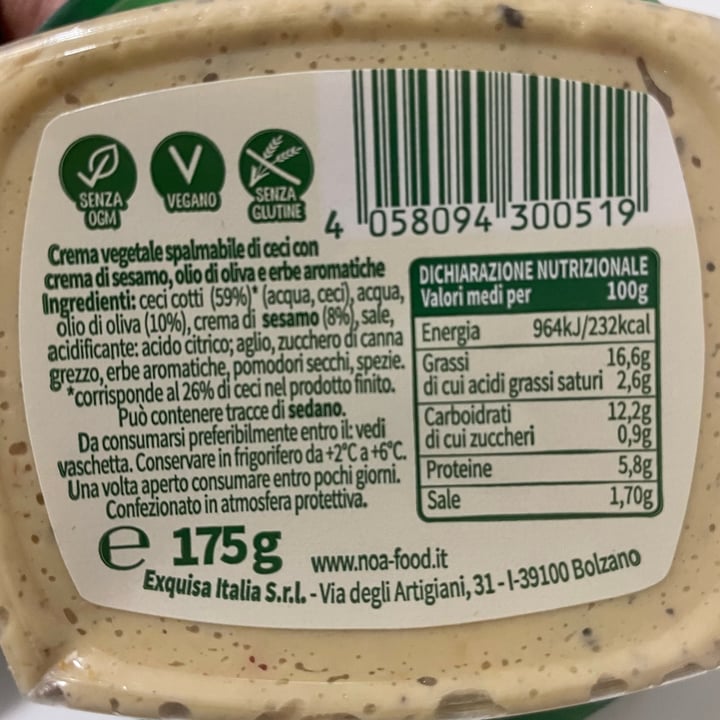 SENZA
OGM
VEGANO
SENZA
GLUTINE
4 058094 300519
Crema vegetale spalmabile di ceci con
crema di sesamo, olio di oliva e erbe aromatiche
Ingredienti: ceci cotti (59%)* (acqua, ceci), acqua,
olio di oliva (10%), crema di sesamo (8%), sale,
acidificante: acido citrico; aglio, zucchero di canna
grezzo, erbe aromatiche, pomodori secchi, spezie.
*corrisponde al 26% di ceci nel prodotto finito.
Può contenere tracce di sedano.
Da consumarsi preferibilmente entro il: vedi
vaschetta. Conservare in frigorifero da +2°C a +6°C.
Una volta aperto consumare entro pochi giorni.
Confezionato in atmosfera protettiva.
DICHIARAZIONE NUTRIZIONALE
Valori medi per 100g
Energia 964kJ/232kcal
Grassi 16,6g
di cui acidi grassi saturi 2,6g
Carboidrati 12,2g
di cui zuccheri 0,9g
Proteine 5,8g
Sale 1,70g
e 175g www.noa-food.it
Exquisa Italia S.r.l. - Via degli Artigiani, 31 - I-39100 Bolzano